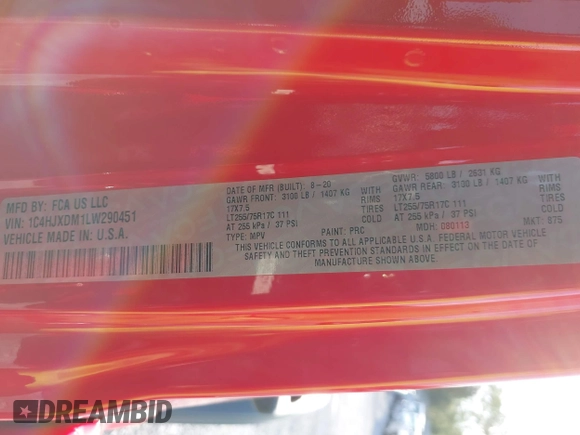 MFD BY: FCA US LLC
VIN: 1C4HJXDM1LW290451
VEHICLE MADE IN: U.S.A.
DATE OF MFR (BUILT): 8-20
GAWR FRONT: 3100 LB / 1407 KG WITH
17X7.5 RIMS
LT255/75R17C 111 TIRES
AT 255 kPa / 37 PSI
TYPE: MPV PAINT: PRC
GVWR: 5800 LB / 2631 KG
GAWR REAR: 3100 LB / 1407 KG WITH
17X7.5 RIMS
LT255/75R17C 111 TIRES
AT 255 kPa / 37 PSI
MDH: 080113 MKT: 875
THIS VEHICLE CONFORMS TO ALL APPLICABLE U.S.A. FEDERAL MOTOR VEHICLE
SAFETY AND THEFT PREVENTION STANDARDS IN EFFECT ON THE DATE OF
MANUFACTURE SHOWN ABOVE.
DREAMBID